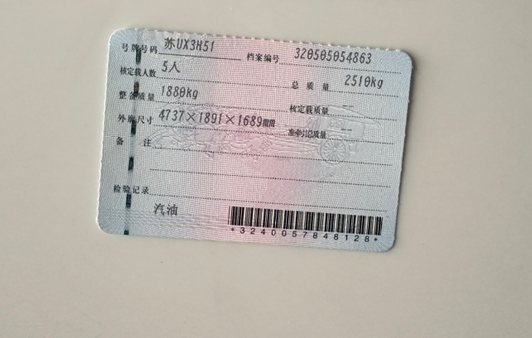 号牌号码 苏UX3H51 档案编号 320505054863
核定载人数 5人 总质量 2510kg
整备质量 1880kg 核定载质量 --
外廓尺寸 4737×1891×1689mm 准牵引总质量 --
备注
检验记录
汽油
*3240057848128*